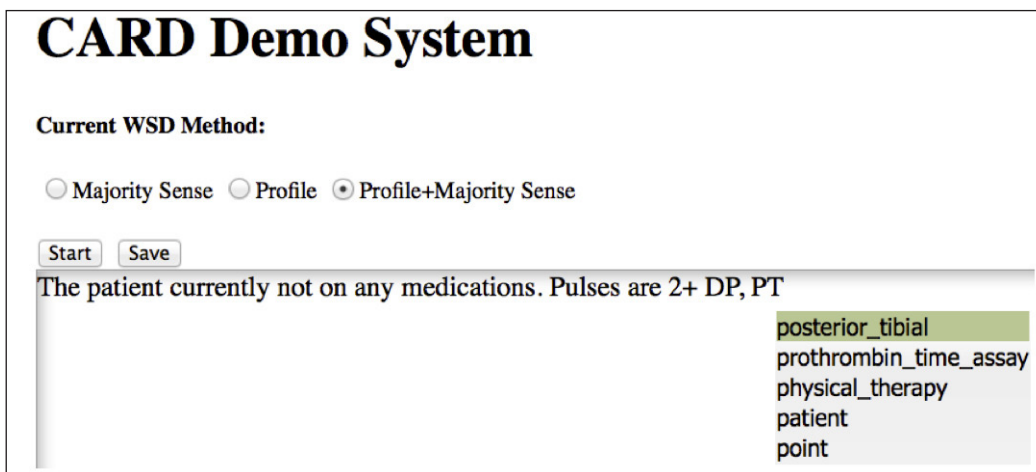 CARD Demo System
Current WSD Method:
Majority Sense Profile Profile+Majority Sense
Start Save
The patient currently not on any medications. Pulses are 2+ DP, PT
posterior_tibial
prothrombin_time_assay
physical_therapy
patient
point